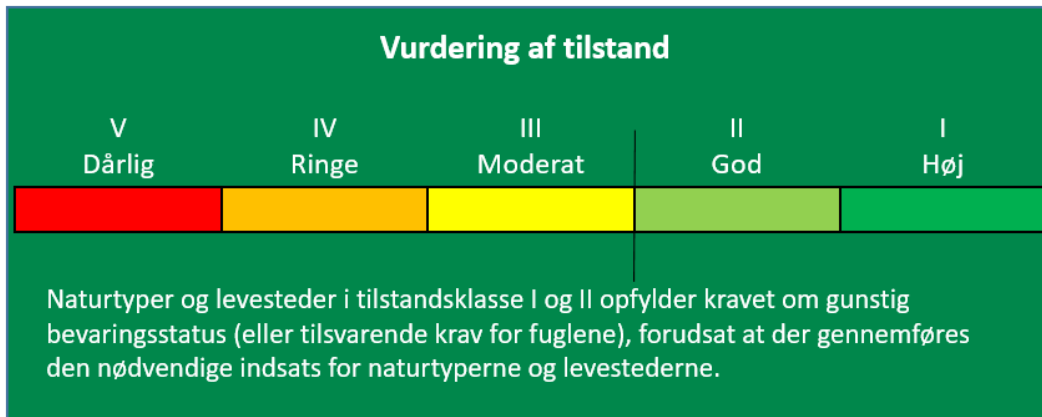 Vurdering af tilstand
V IV III II I
Dårlig Ringe Moderat God Høj
Naturtyper og levesteder i tilstandsklasse I og II opfylder kravet om gunstig
bevaringsstatus (eller tilsvarende krav for fuglene), forudsat at der gennemføres
den nødvendige indsats for naturtyperne og levestederne.